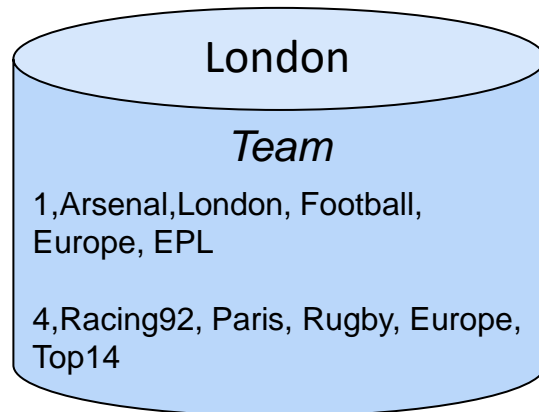 London
Team
1,Arsenal,London, Football,
Europe, EPL
4,Racing92, Paris, Rugby, Europe,
Top14